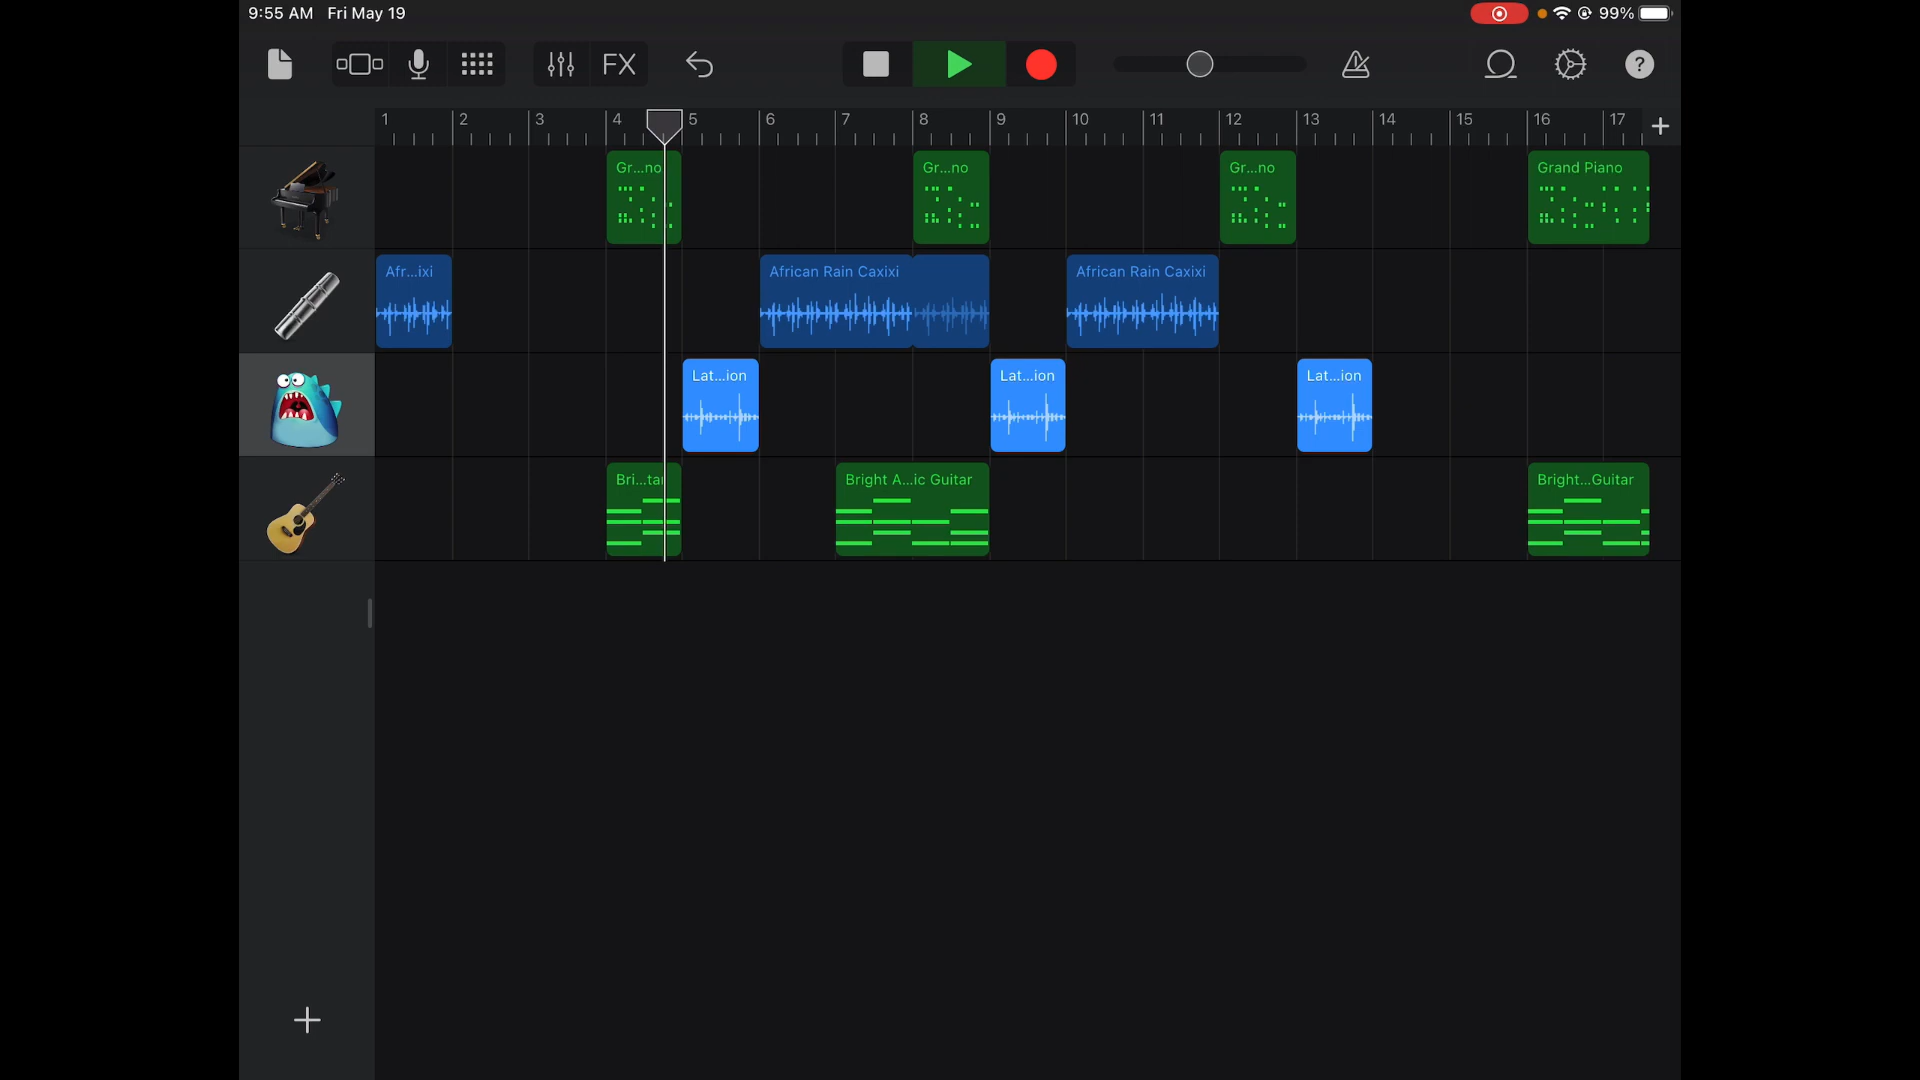 9:55 AM Fri May 19 99%
FX ?
1 2 3 4 5 6 7 8 9 10 11 12 13 14 15 16 17 +
Gr...no Gr...no Gr...no Grand Piano
Afr...ixi African Rain Caxixi African Rain Caxixi
Lat...ion Lat...ion Lat...ion
Bri...tar Bright A...ic Guitar Bright...Guitar